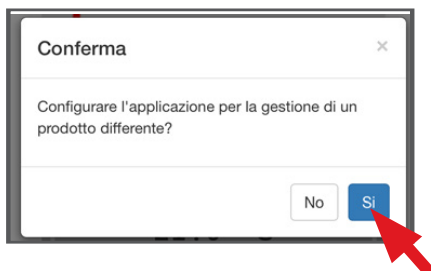 Conferma ×
Configurare l'applicazione per la gestione di un
prodotto differente?
No Si